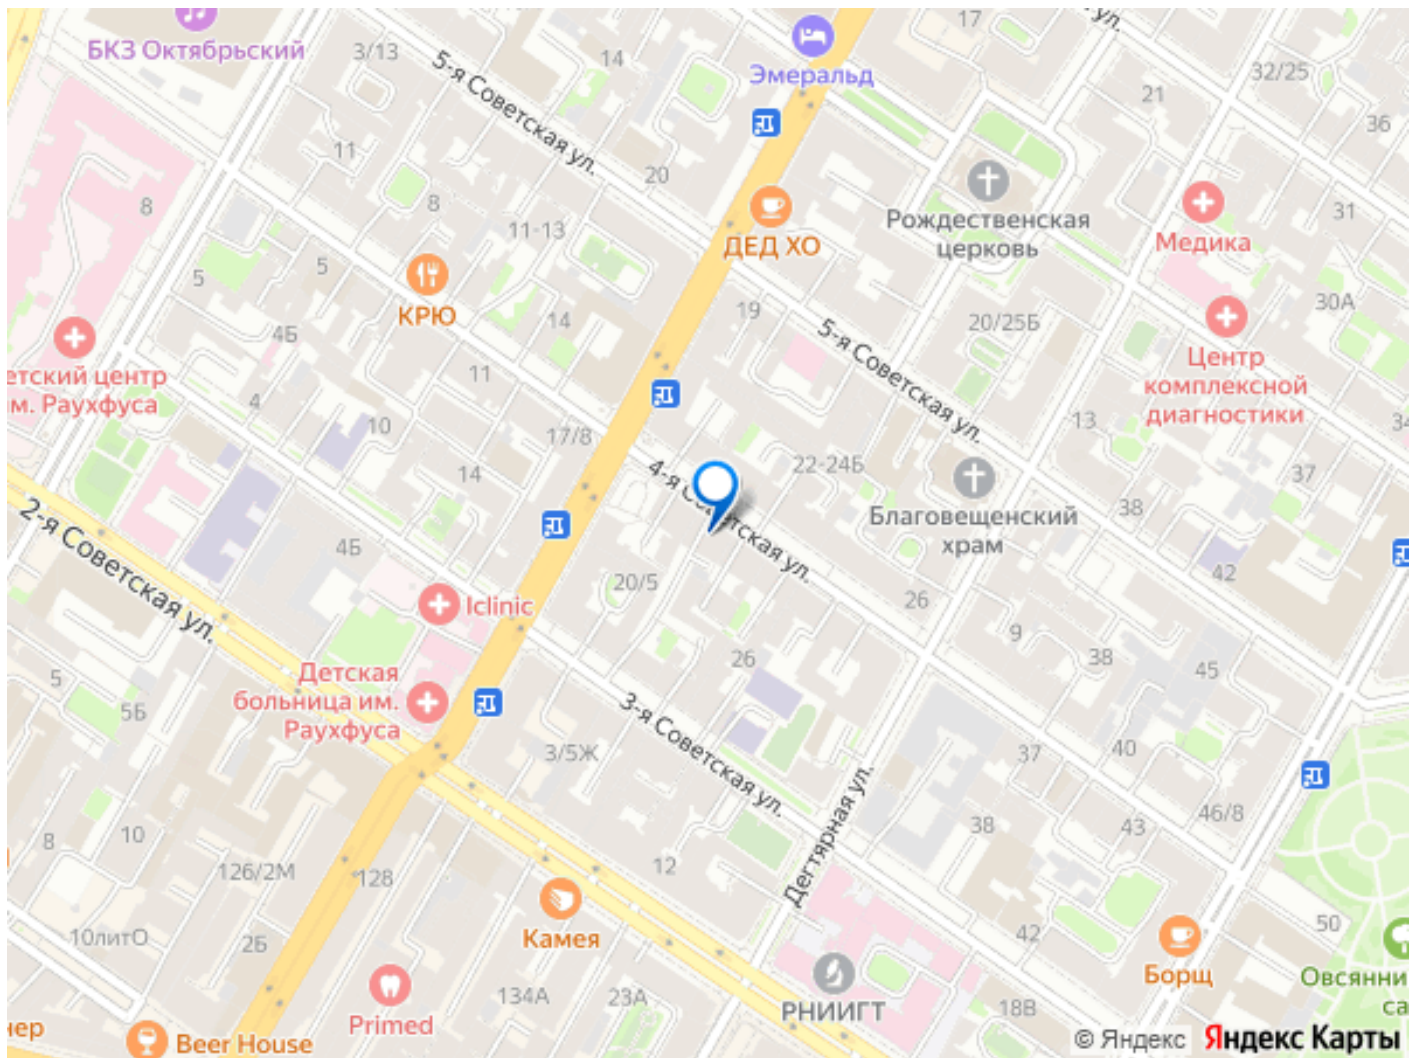 БКЗ Октябрьский
3/13
14
17
ул.
Эмеральд
32/25
21
36
5-я Советская ул.
11
20
8
8
11-13
ДЕД ХО
Рождественская
церковь
Медика
31
5
5
КРЮ
14
19
20/25Б
30А
4Б
етский центр
м. Раухфуса
11
5-я Советская ул.
Центр
комплексной
диагностики
4
10
17/8
13
34
14
4-я Советская ул.
22-24Б
37
38
Благовещенский
храм
2-я Советская ул.
4Б
20/5
42
Iclinic
26
9
38
45
Детская
больница им.
Раухфуса
26
5
5Б
3-я Советская ул.
3/5Ж
37
40
Дегтярная ул.
46/8
38
43
8
10
126/2М
128
12
50
10литО
2Б
Камея
42
Борщ
Овсянни
са
134А
23А
РНИИГТ
18В
Primed
нер
Beer House
© Яндекс Яндекс Карты